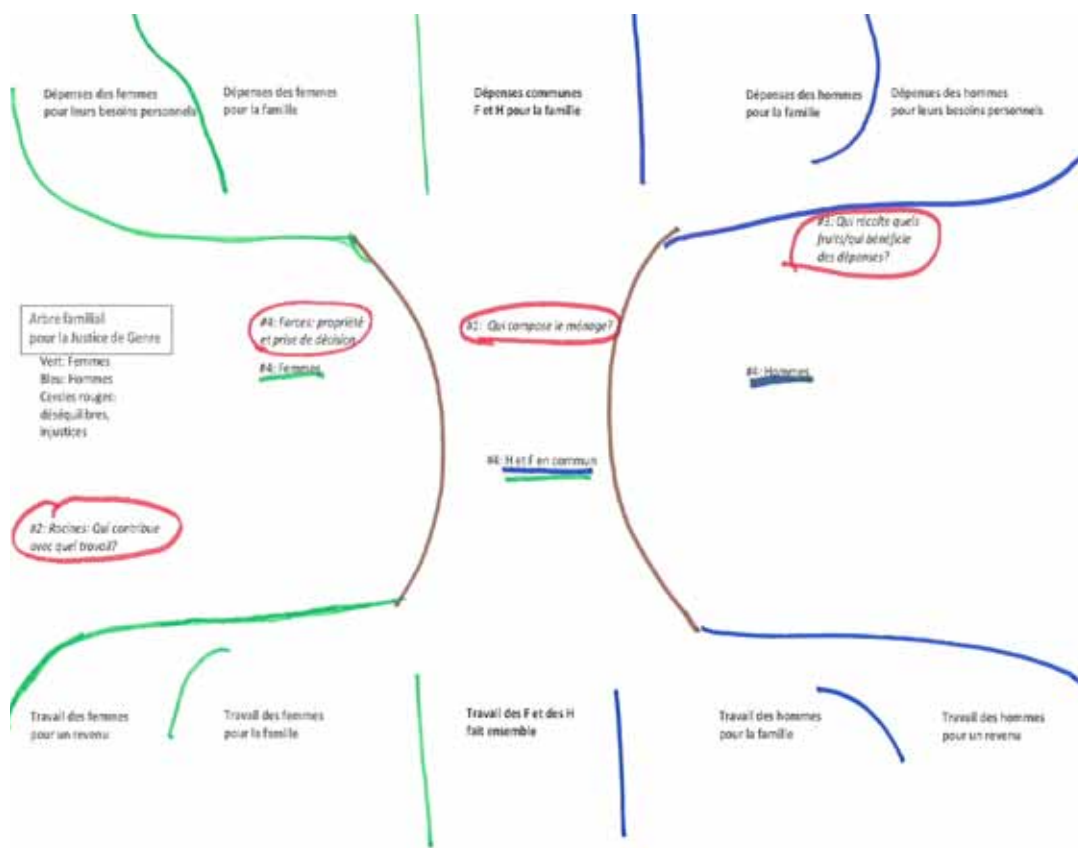 Dépenses des femmes
pour leurs besoins personnels
Dépenses des femmes
pour la famille
Dépenses communes
F et H pour la famille
Dépenses des hommes
pour la famille
Dépenses des hommes
pour leurs besoins personnels
#3: Qui récolte quels
fruits/qui bénéficie
des dépenses?
Arbre familial
pour la Justice de Genre
Vert: Femmes
Bleu: Hommes
Cercles rouges:
déséquilibres,
injustices
#4: Forces: propriété
et prise de décision
#4: Femmes
#1: Qui compose le ménage?
#4: Hommes
#4: H et F en commun
#2: Racines: Qui contribue
avec quel travail?
Travail des femmes
pour un revenu
Travail des femmes
pour la famille
Travail des F et des H
fait ensemble
Travail des hommes
pour la famille
Travail des hommes
pour un revenu